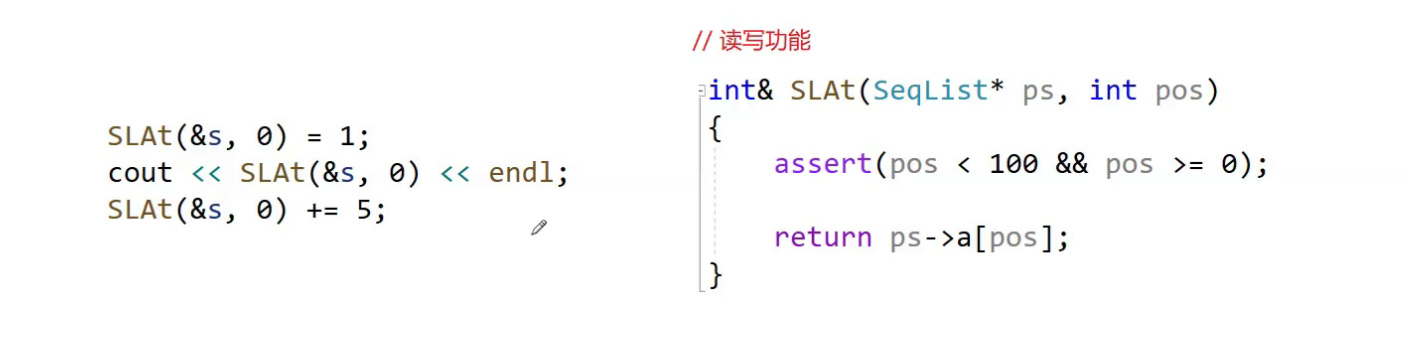 // 读写功能
SLAt(&s, 0) = 1;
cout << SLAt(&s, 0) << endl;
SLAt(&s, 0) += 5;
int& SLAt(SeqList* ps, int pos)
{
assert(pos < 100 && pos >= 0);
return ps->a[pos];
}